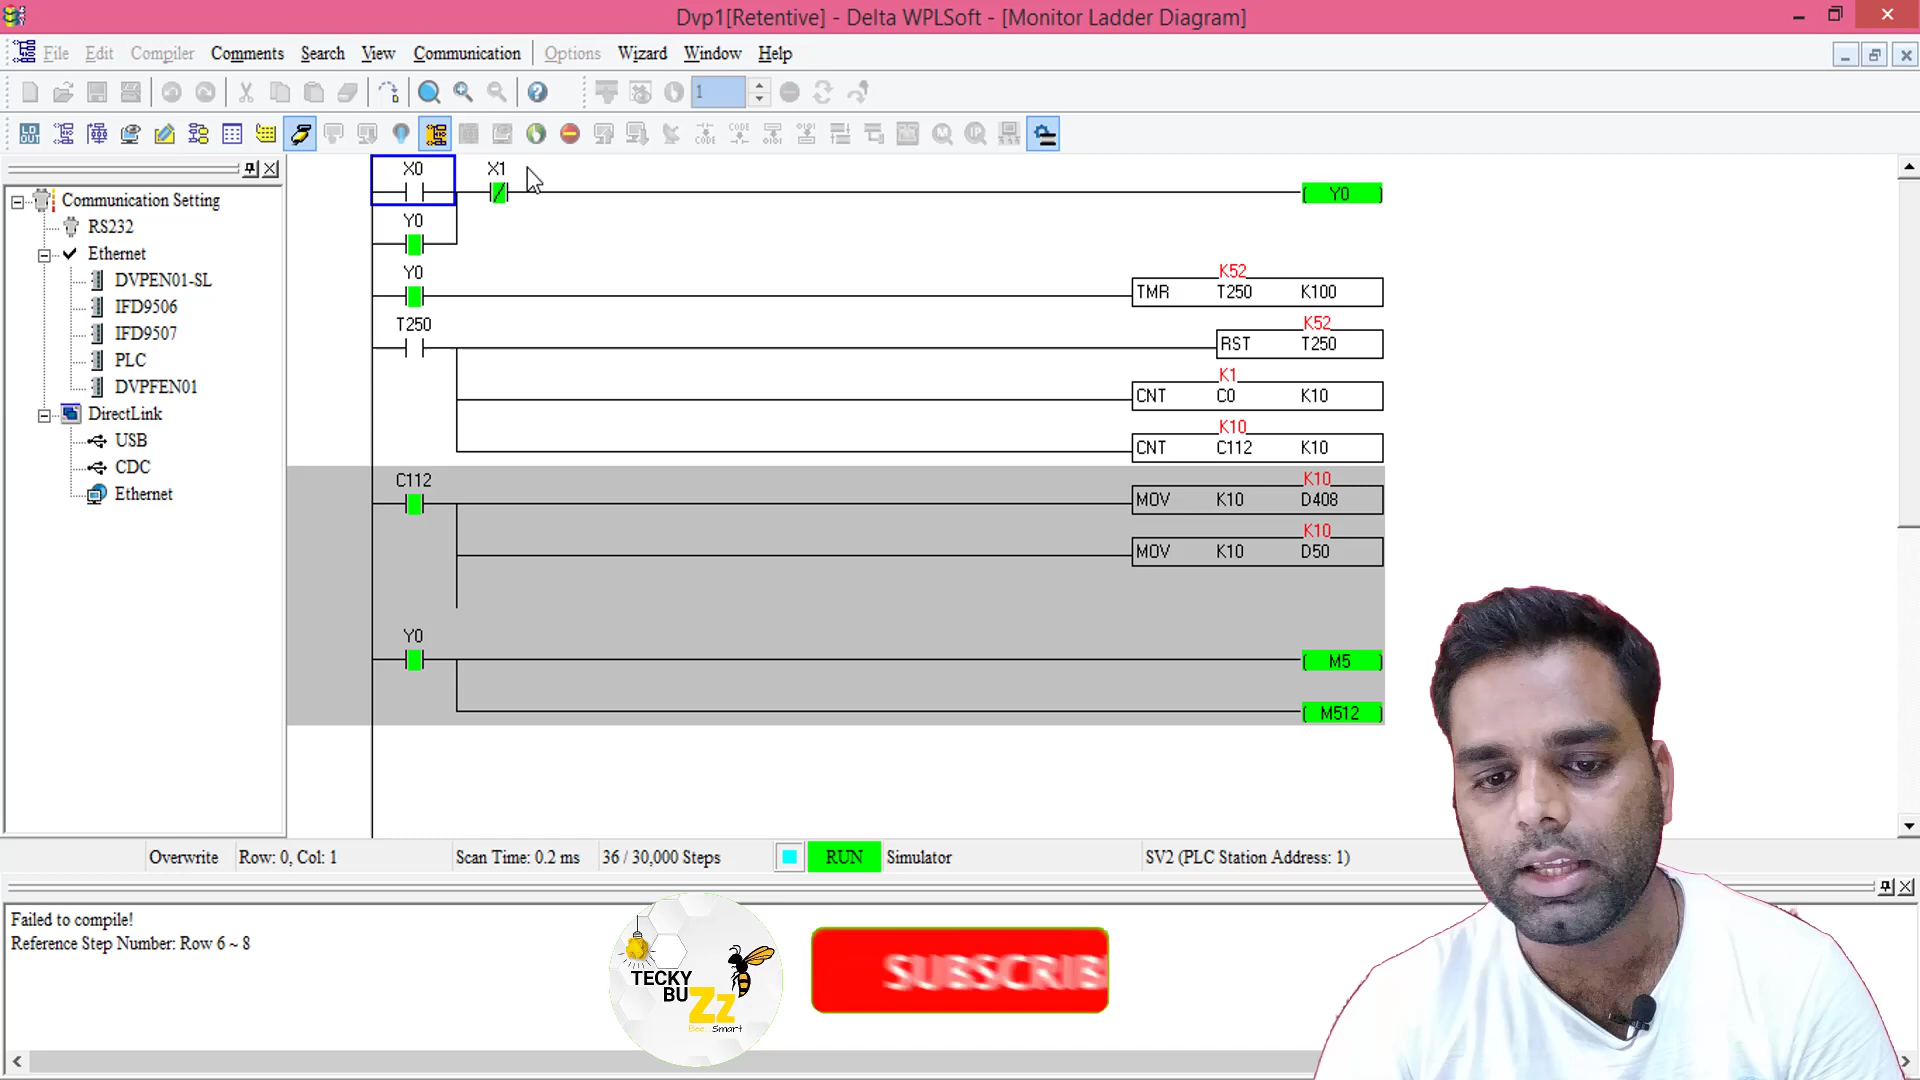 Dvp1[Retentive] - Delta WPLSoft - [Monitor Ladder Diagram]
File Edit Compiler Comments Search View Communication Options Wizard Window Help
1
Communication Setting
RS232
Ethernet
DVPEN01-SL
IFD9506
IFD9507
PLC
DVPFEN01
DirectLink
USB
CDC
Ethernet
X0 X1
Y0
Y0
Y0 K52
TMR T250 K100
T250 K52
RST T250
K1
CNT C0 K10
K10
CNT C112 K10
C112 K10
MOV K10 D408
K10
MOV K10 D50
Y0
M5
M512
Overwrite Row: 0, Col: 1 Scan Time: 0.2 ms 36 / 30,000 Steps RUN Simulator SV2 (PLC Station Address: 1)
Failed to compile!
Reference Step Number: Row 6 ~ 8
TECKY
BUZz
Bee.. Smart
SUBSCRIB